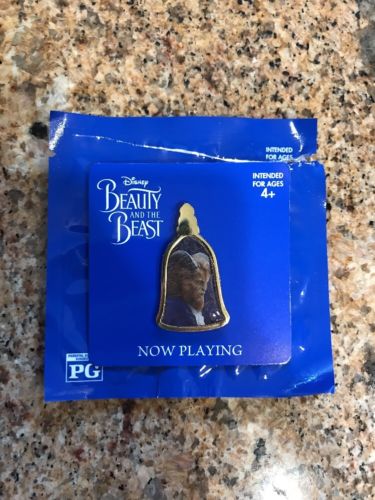 INTENDED
FOR AGES
Disney
BEAUTY
AND THE
BEAST
INTENDED
FOR AGES
4+
NOW PLAYING
PG